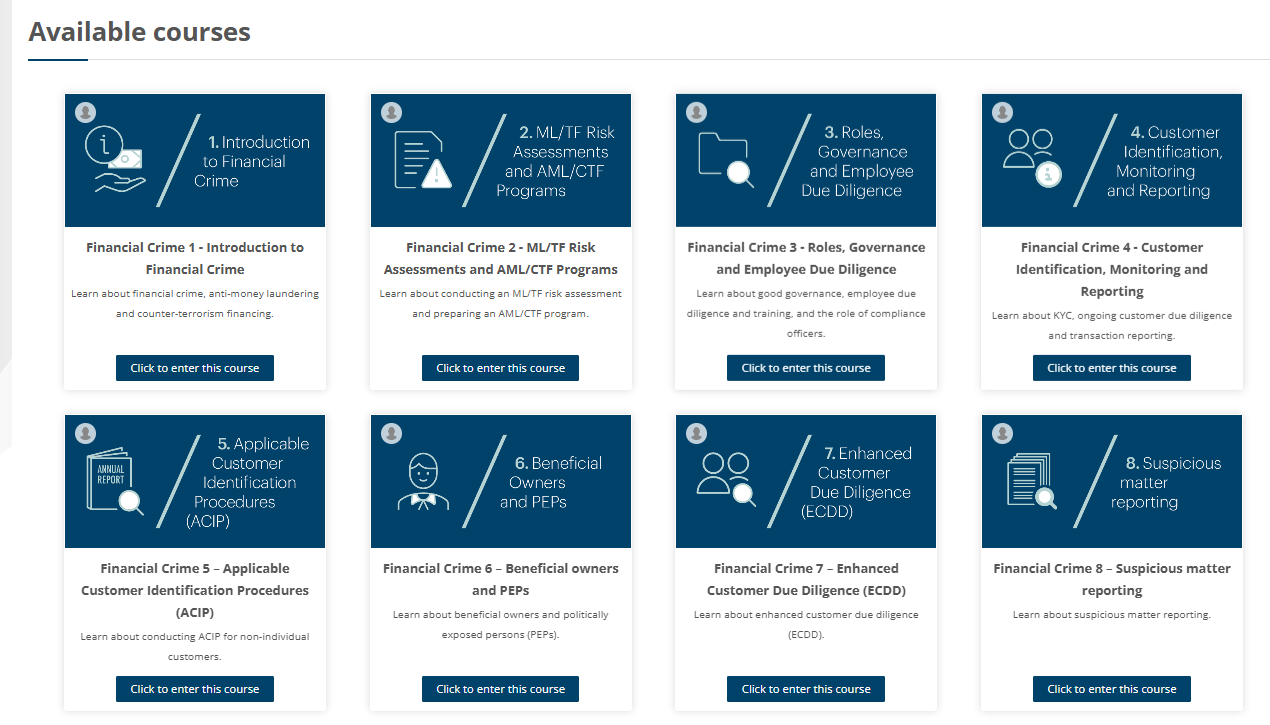 Available courses
1. Introduction
to Financial
Crime
Financial Crime 1 - Introduction to
Financial Crime
Learn about financial crime, anti-money laundering
and counter-terrorism financing.
Click to enter this course
2. ML/TF Risk
Assessments
and AML/CTF
Programs
Financial Crime 2 - ML/TF Risk
Assessments and AML/CTF Programs
Learn about conducting an ML/TF risk assessment
and preparing an AML/CTF program.
Click to enter this course
3. Roles,
Governance
and Employee
Due Diligence
Financial Crime 3 - Roles, Governance
and Employee Due Diligence
Learn about good governance, employee due
diligence and training, and the role of compliance
officers.
Click to enter this course
4. Customer
Identification,
Monitoring
and Reporting
Financial Crime 4 - Customer
Identification, Monitoring and
Reporting
Learn about KYC, ongoing customer due diligence
and transaction reporting.
Click to enter this course
ANNUAL
REPORT
5. Applicable
Customer
Identification
Procedures
(ACIP)
Financial Crime 5 – Applicable
Customer Identification Procedures
(ACIP)
Learn about conducting ACIP for non-individual
customers.
Click to enter this course
6. Beneficial
Owners
and PEPs
Financial Crime 6 – Beneficial owners
and PEPs
Learn about beneficial owners and politically
exposed persons (PEPs).
Click to enter this course
7. Enhanced
Customer
Due Diligence
(ECDD)
Financial Crime 7 – Enhanced
Customer Due Diligence (ECDD)
Learn about enhanced customer due diligence
(ECDD).
Click to enter this course
8. Suspicious
matter
reporting
Financial Crime 8 – Suspicious matter
reporting
Learn about suspicious matter reporting.
Click to enter this course